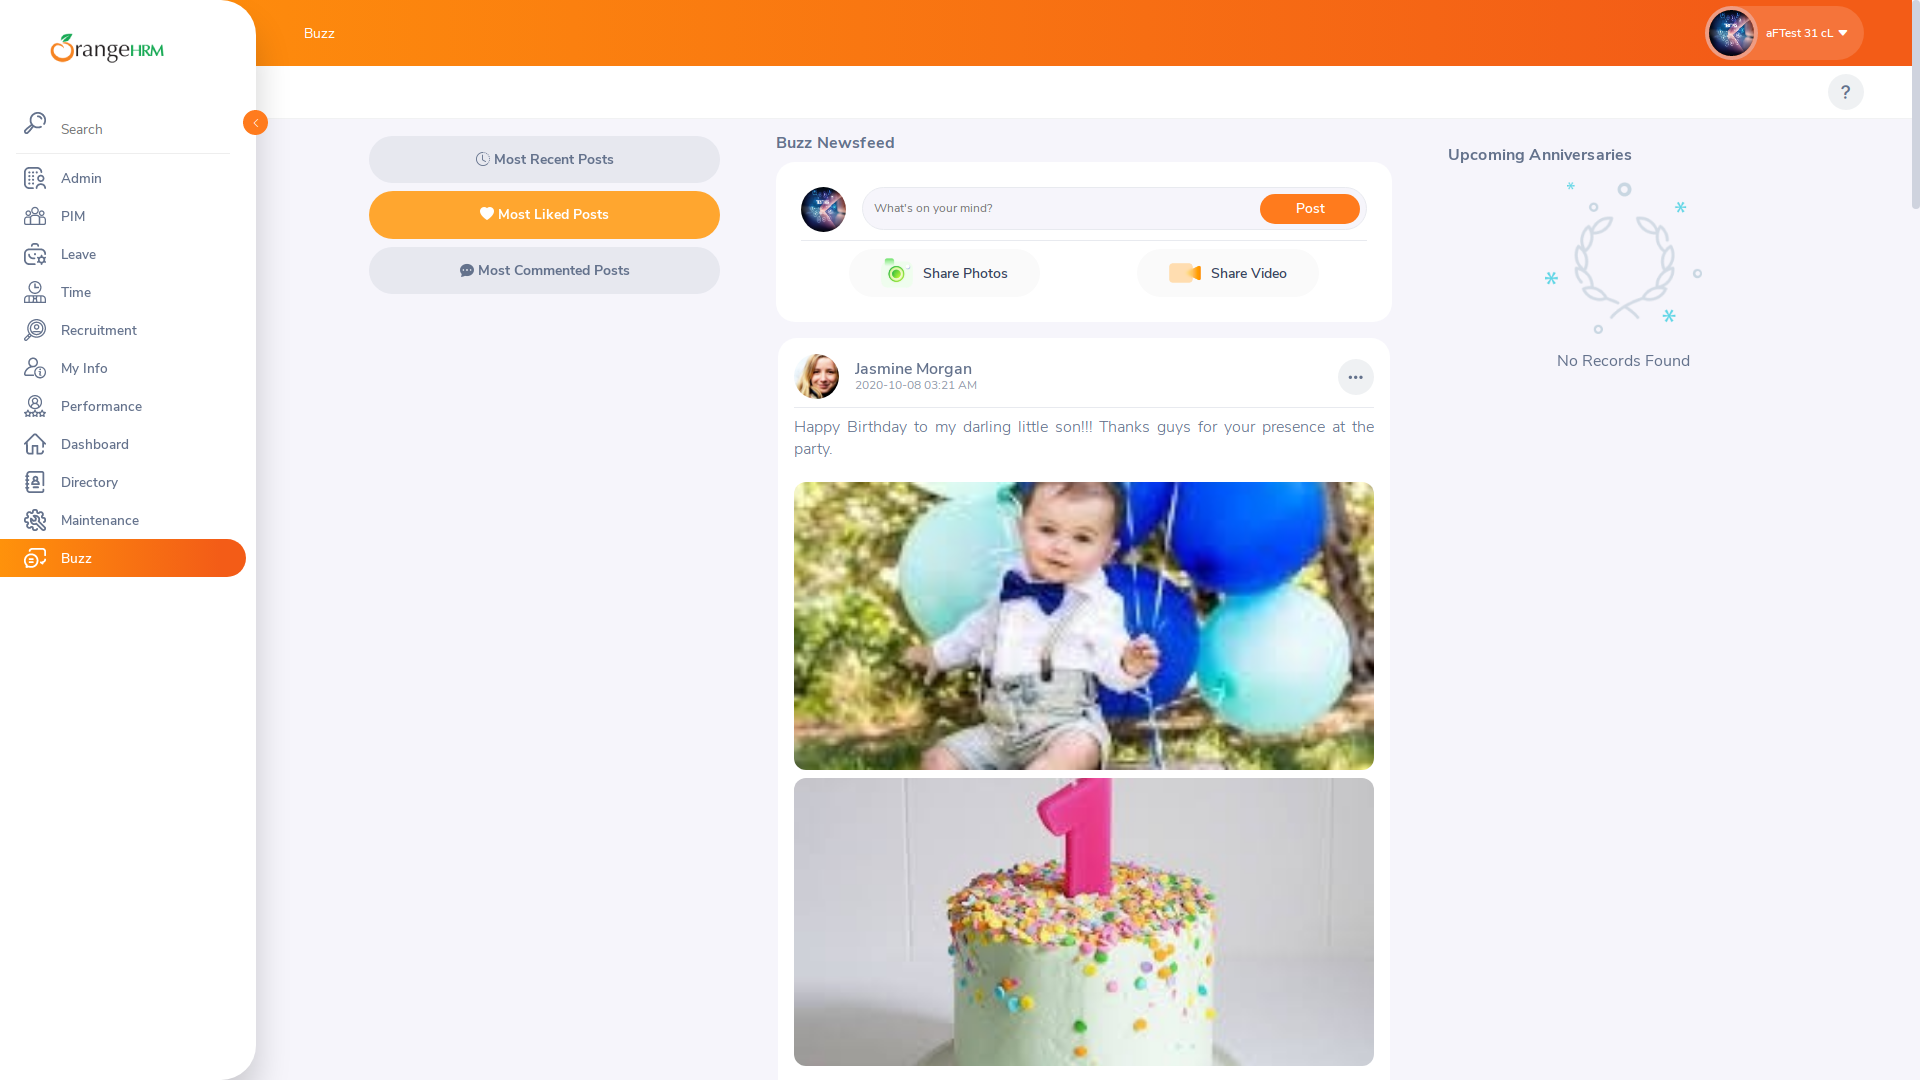 OrangeHRM
Search
Admin
PIM
Leave
Time
Recruitment
My Info
Performance
Dashboard
Directory
Maintenance
Buzz
Buzz
aFTest 31 cL
?
Most Recent Posts
Most Liked Posts
Most Commented Posts
Buzz Newsfeed
What's on your mind?
Post
Share Photos
Share Video
Jasmine Morgan
2020-10-08 03:21 AM
Happy Birthday to my darling little son!!! Thanks guys for your presence at the
party.
1
Upcoming Anniversaries
No Records Found